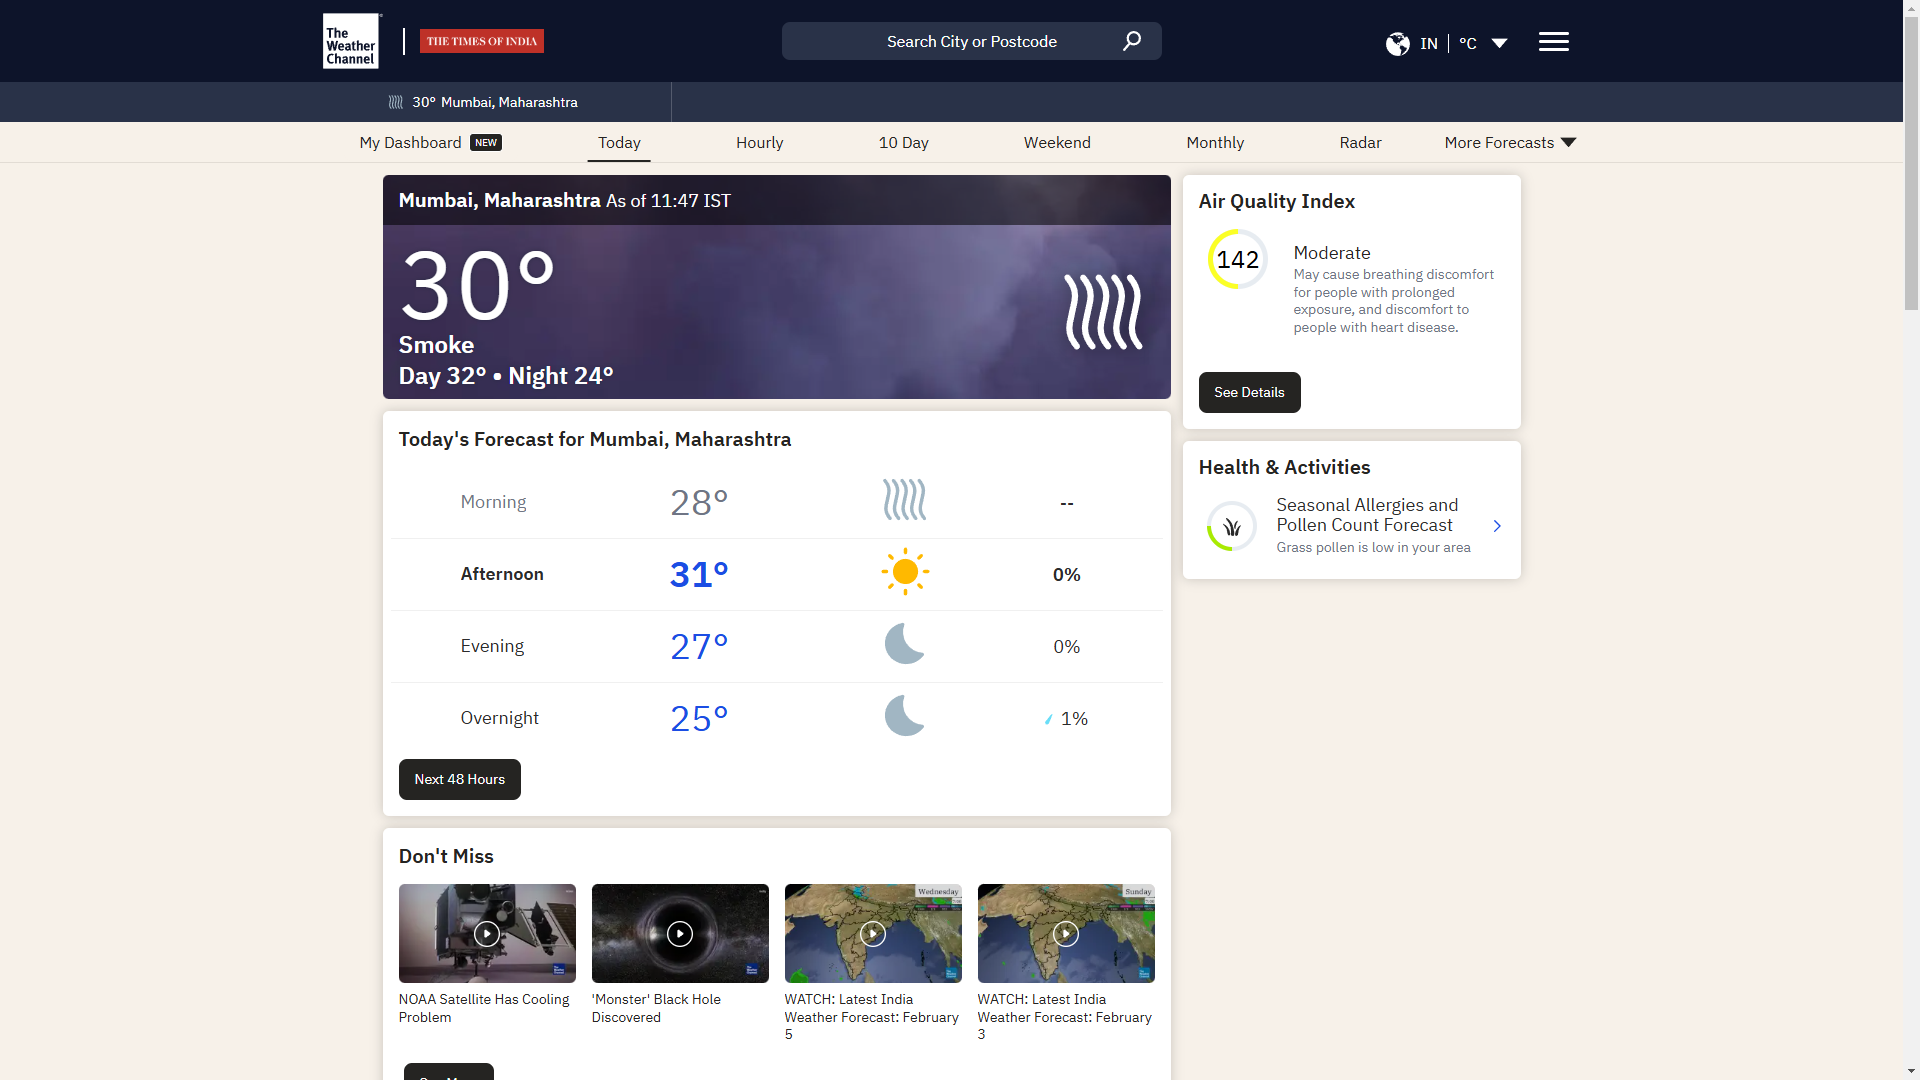 The
Weather
Channel
THE TIMES OF INDIA
Search City or Postcode
IN
°C
30° Mumbai, Maharashtra
My Dashboard NEW
Today
Hourly
10 Day
Weekend
Monthly
Radar
More Forecasts
Mumbai, Maharashtra As of 11:47 IST
30°
Smoke
Day 32° • Night 24°
Air Quality Index
142
Moderate
May cause breathing discomfort
for people with prolonged
exposure, and discomfort to
people with heart disease.
See Details
Health & Activities
Seasonal Allergies and
Pollen Count Forecast
Grass pollen is low in your area
Today's Forecast for Mumbai, Maharashtra
Morning 28° --
Afternoon 31° 0%
Evening 27° 0%
Overnight 25° 1%
Next 48 Hours
Don't Miss
NOAA Satellite Has Cooling
Problem
'Monster' Black Hole
Discovered
Wednesday
WATCH: Latest India
Weather Forecast: February
5
Sunday
WATCH: Latest India
Weather Forecast: February
3